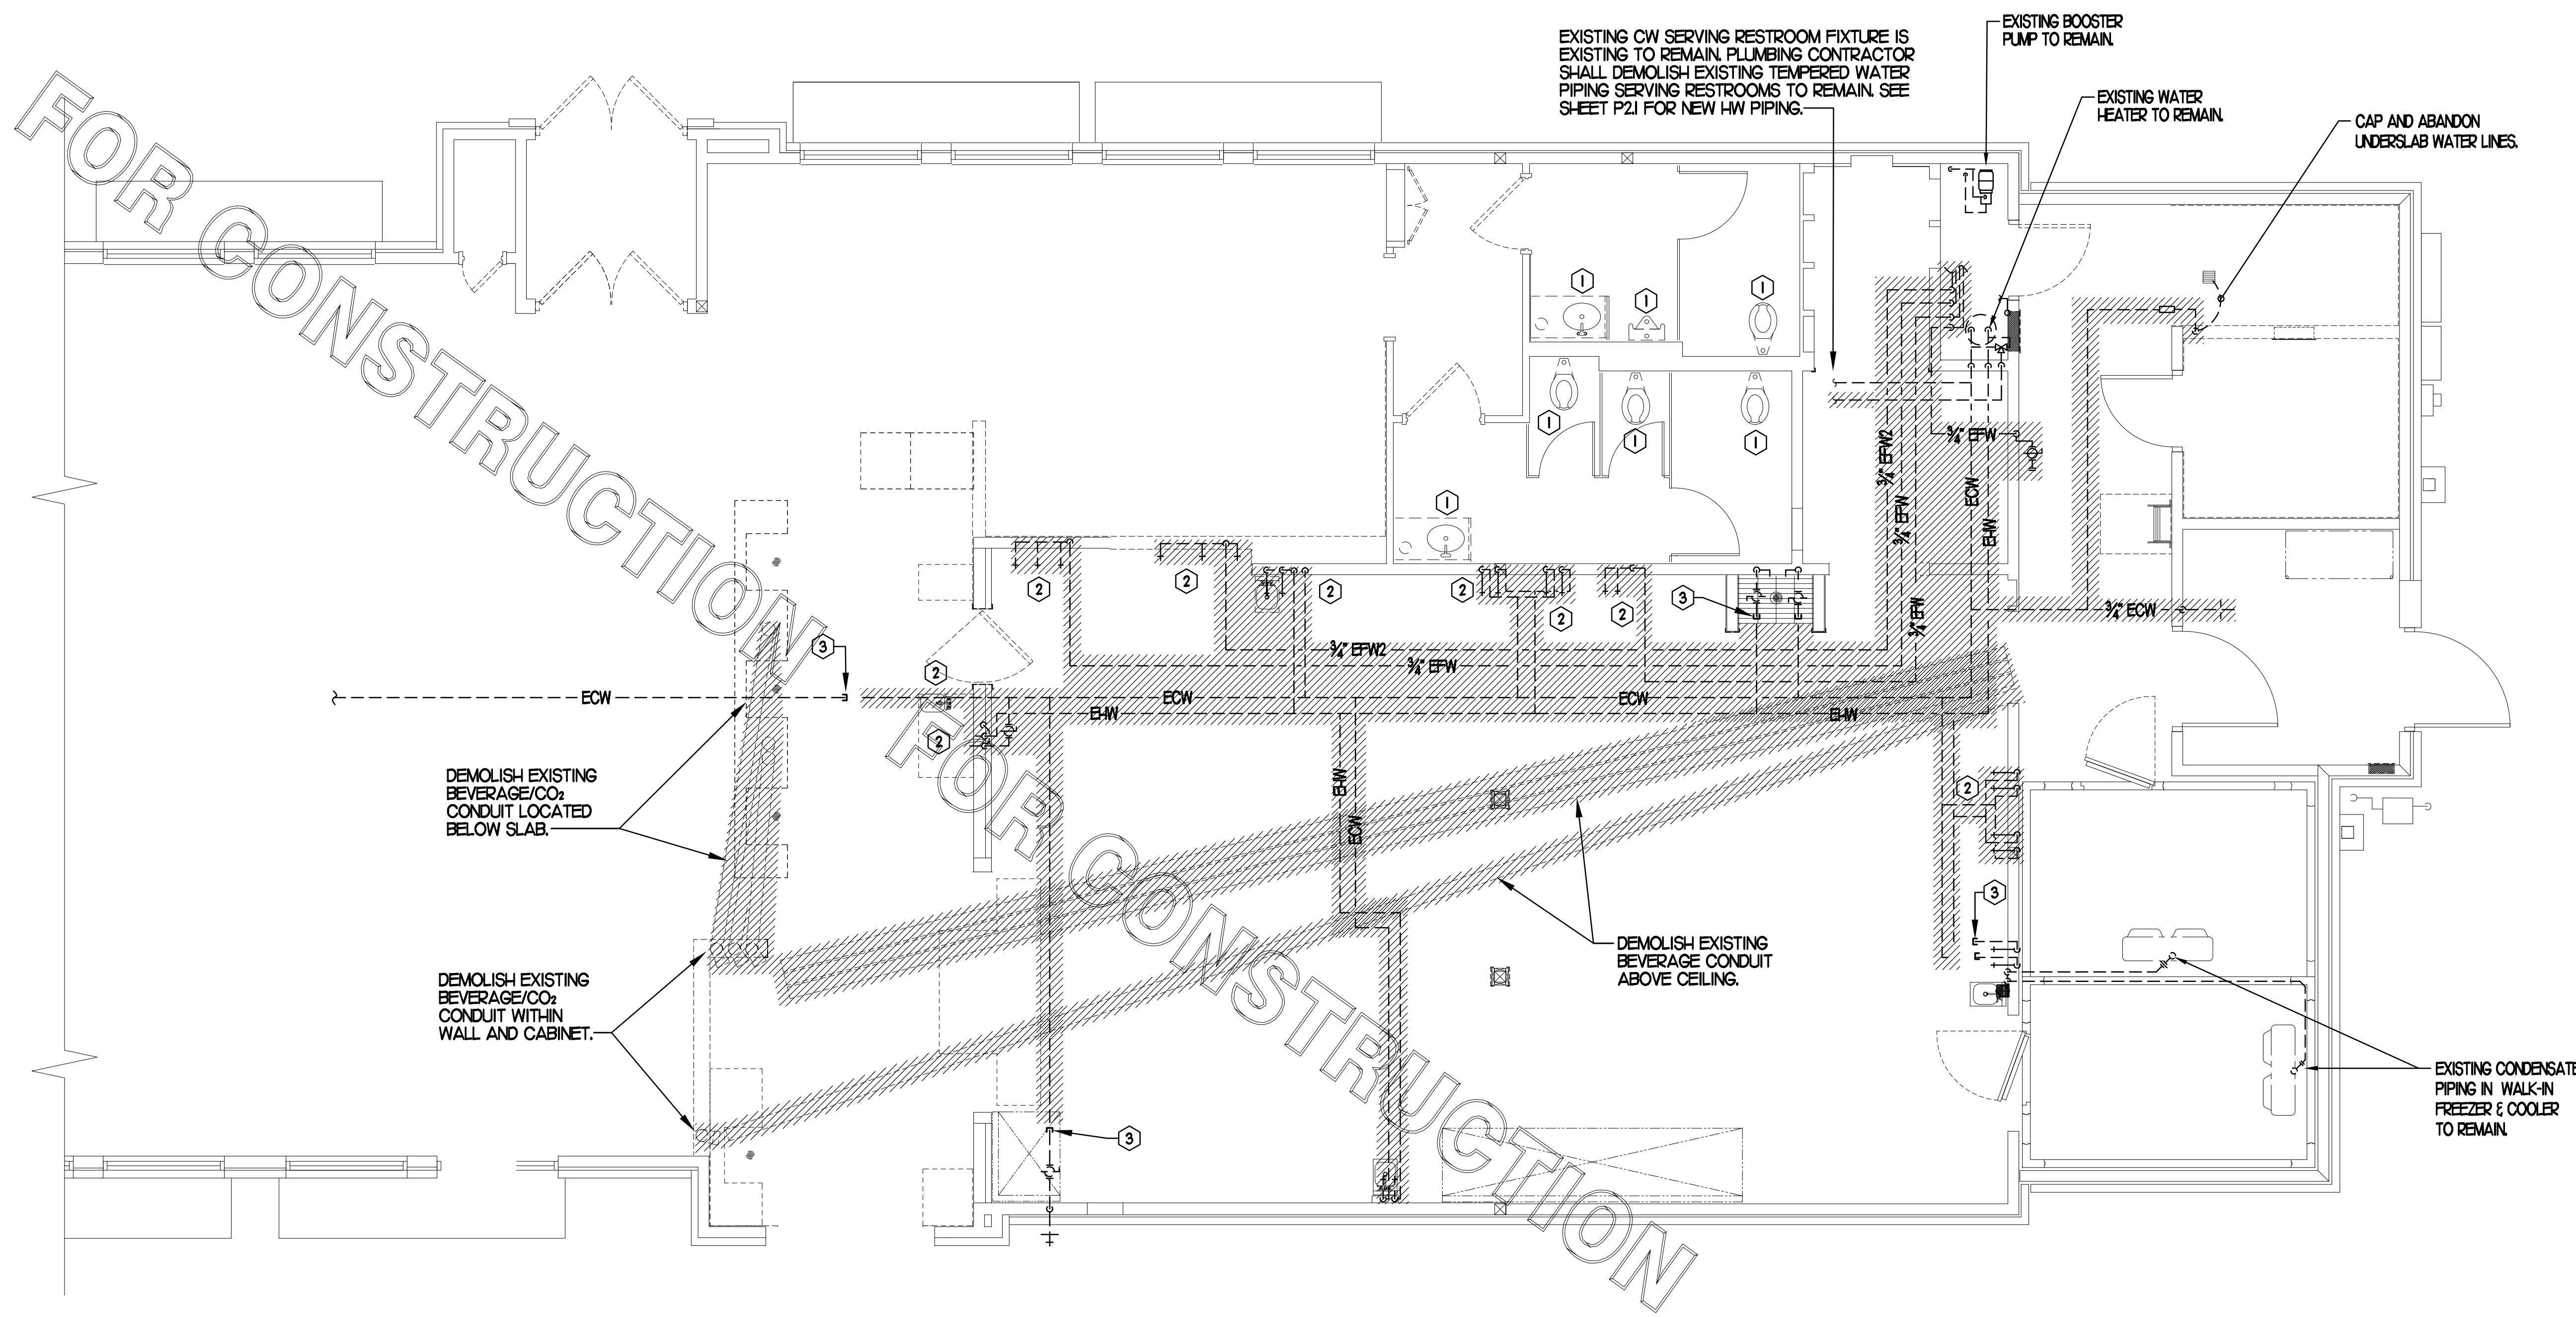 EXISTING CW SERVING RESTROOM FIXTURE IS
EXISTING TO REMAIN. PLUMBING CONTRACTOR
SHALL DEMOLISH EXISTING TEMPERED WATER
PIPING SERVING RESTROOMS TO REMAIN. SEE
SHEET P2.1 FOR NEW HW PIPING.
EXISTING BOOSTER
PUMP TO REMAIN.
EXISTING WATER
HEATER TO REMAIN.
CAP AND ABANDON
UNDERSLAB WATER LINES.
FOR CONSTRUCTION
1
1
1
1
1
1
1
3/4" EFW2
3/4" EFW
3/4" EFW
ECW
EHW
3/4" EFW
3/4" ECW
2
2
2
2
2
2
3
3
2
2
3/4" EFW2
3/4" EFW
ECW
ECW
EHW
ECW
EHW
EHW
ECW
2
3
3
DEMOLISH EXISTING
BEVERAGE/CO₂
CONDUIT LOCATED
BELOW SLAB.
DEMOLISH EXISTING
BEVERAGE/CO₂
CONDUIT WITHIN
WALL AND CABINET.
DEMOLISH EXISTING
BEVERAGE CONDUIT
ABOVE CEILING.
FOR CONSTRUCTION
EXISTING CONDENSATE
PIPING IN WALK-IN
FREEZER & COOLER
TO REMAIN.